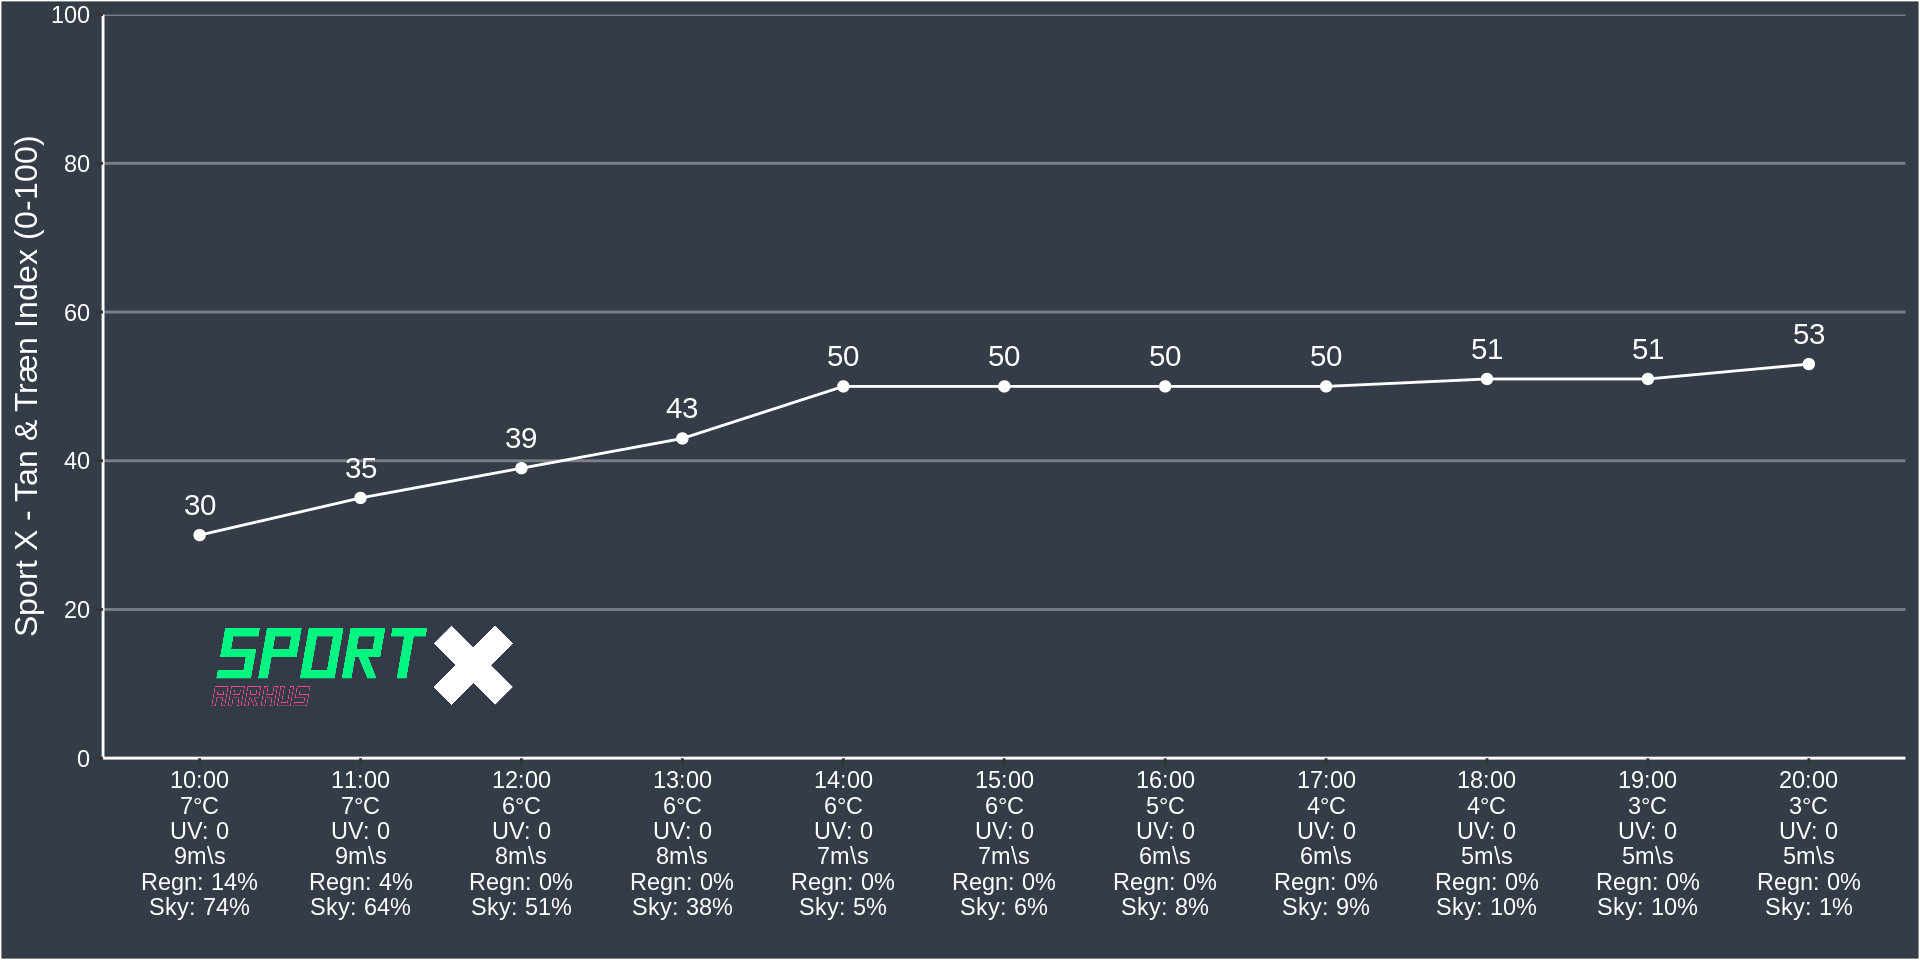 Sport X - Tan & Træn Index (0-100)
100
80
60
40
20
0
30
35
39
43
50
50
50
50
51
51
53
SPORT X
AARHUS
10:00 11:00 12:00 13:00 14:00 15:00 16:00 17:00 18:00 19:00 20:00
7°C 7°C 6°C 6°C 6°C 6°C 5°C 4°C 4°C 3°C 3°C
UV: 0 UV: 0 UV: 0 UV: 0 UV: 0 UV: 0 UV: 0 UV: 0 UV: 0 UV: 0 UV: 0
9m\s 9m\s 8m\s 8m\s 7m\s 7m\s 6m\s 6m\s 5m\s 5m\s 5m\s
Regn: 14% Regn: 4% Regn: 0% Regn: 0% Regn: 0% Regn: 0% Regn: 0% Regn: 0% Regn: 0% Regn: 0% Regn: 0%
Sky: 74% Sky: 64% Sky: 51% Sky: 38% Sky: 5% Sky: 6% Sky: 8% Sky: 9% Sky: 10% Sky: 10% Sky: 1%